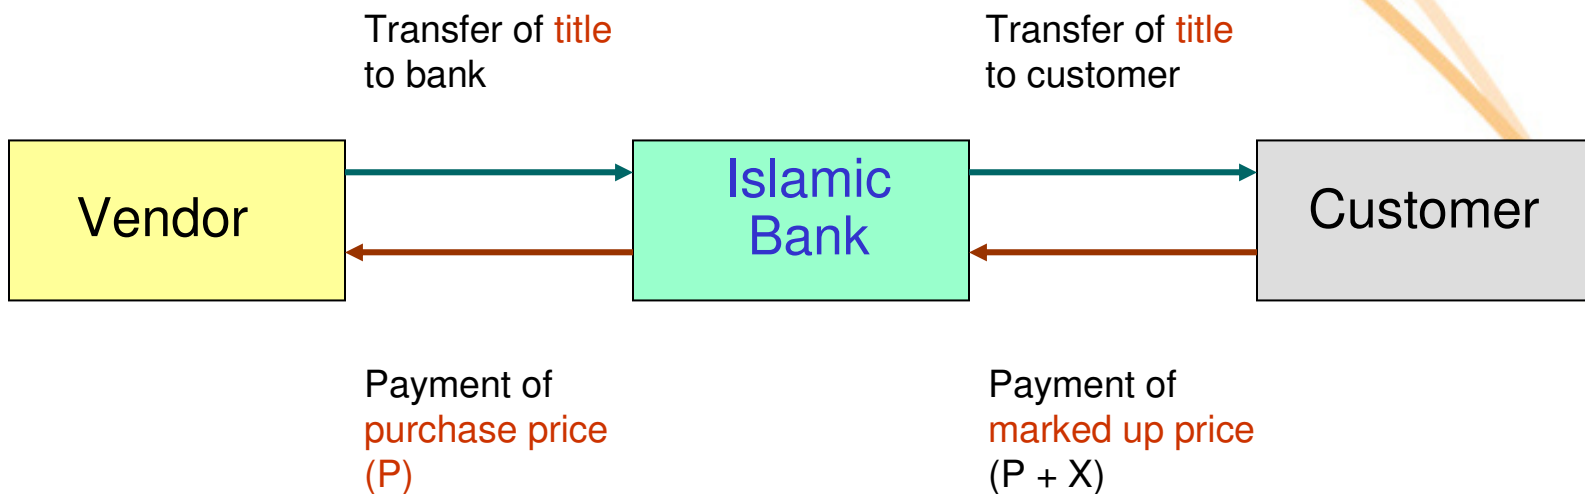 Transfer of title
to bank
Transfer of title
to customer
Vendor
Islamic
Bank
Customer
Payment of
purchase price
(P)
Payment of
marked up price
(P + X)